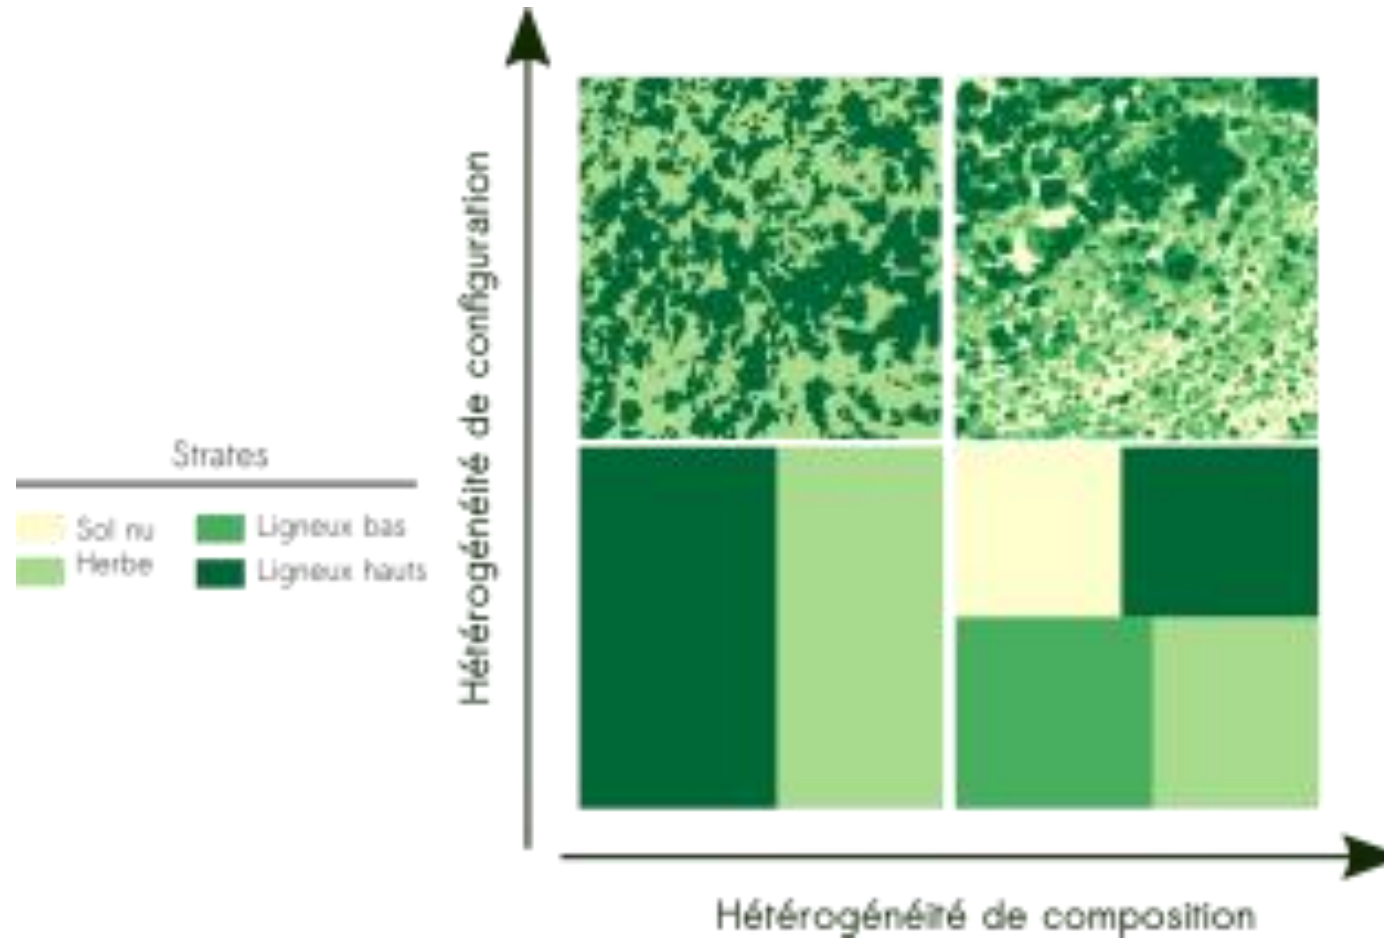 Hétérogénéité de configuration
Strates
Sol nu
Ligneux bas
Herbe
Ligneux hauts
Hétérogénéité de composition